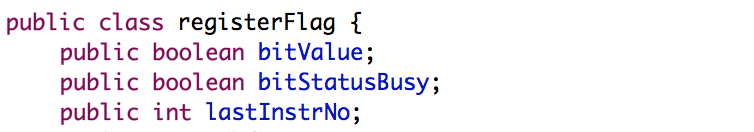 public class registerFlag {
public boolean bitValue;
public boolean bitStatusBusy;
public int lastInstrNo;